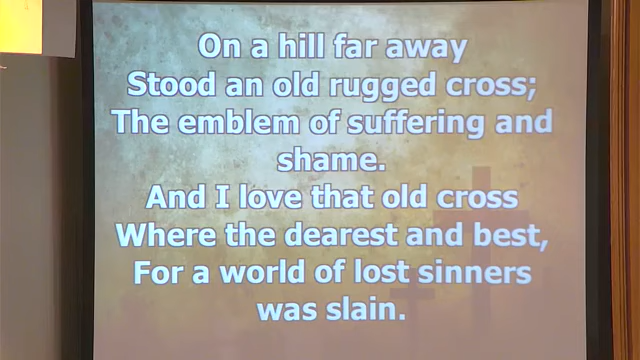 On a hill far away
Stood an old rugged cross;
The emblem of suffering and
shame.
And I love that old cross
Where the dearest and best,
For a world of lost sinners
was slain.